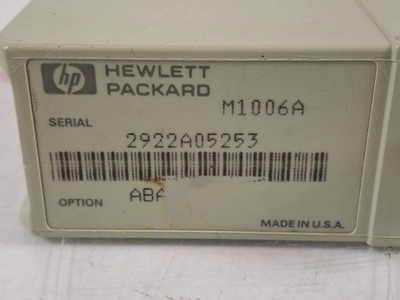 hp HEWLETT
PACKARD
M1006A
SERIAL
2922A05253
OPTION ABA
MADE IN U.S.A.